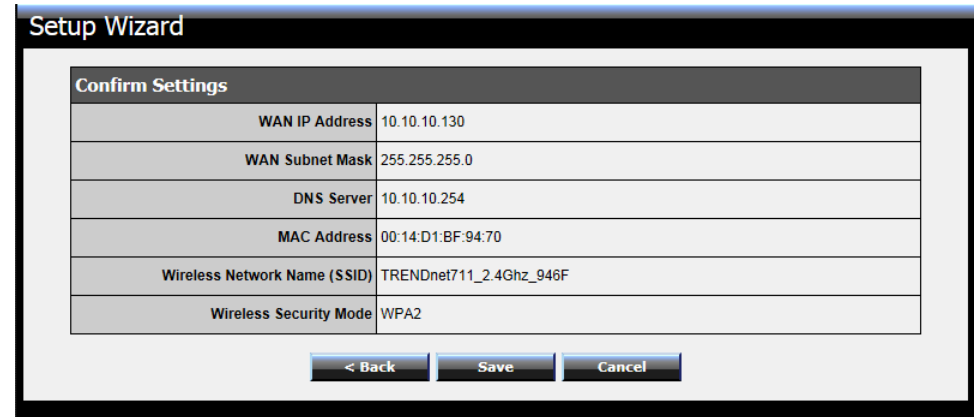 Setup Wizard
Confirm Settings
WAN IP Address 10.10.10.130
WAN Subnet Mask 255.255.255.0
DNS Server 10.10.10.254
MAC Address 00:14:D1:BF:94:70
Wireless Network Name (SSID) TRENDnet711_2.4Ghz_946F
Wireless Security Mode WPA2
< Back Save Cancel